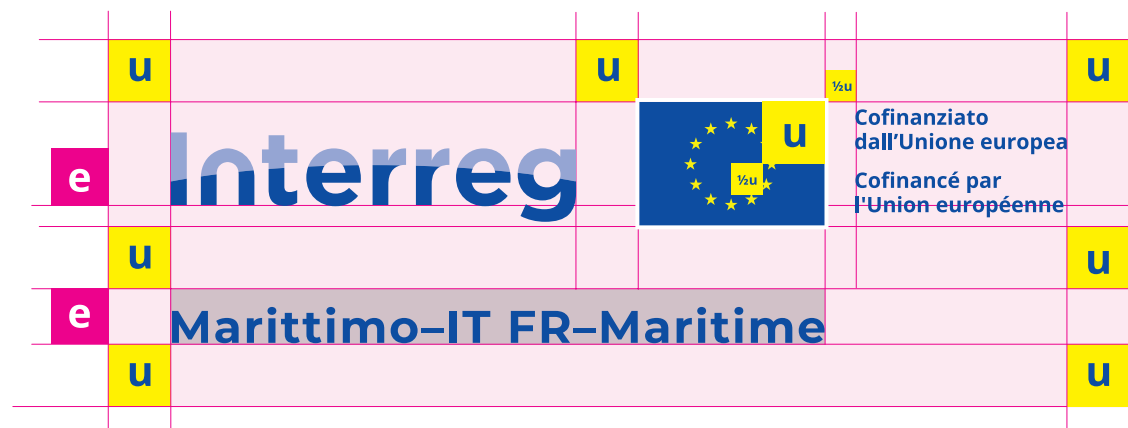 u u u
½u
Interreg
e
u
½u
Cofinanziato
dall'Unione europea
Cofinancé par
l'Union européenne
u u
e
Marittimo–IT FR–Maritime
u u